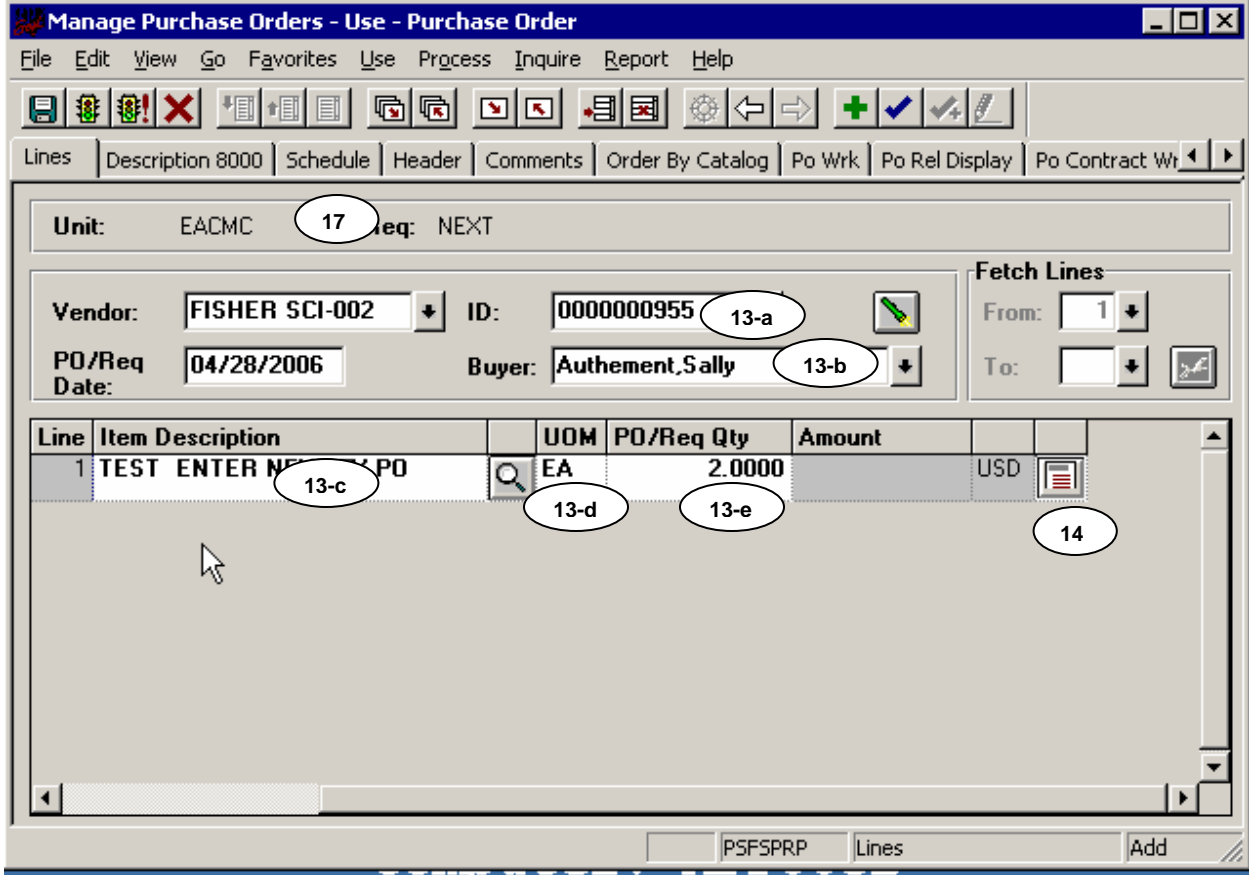 Manage Purchase Orders - Use - Purchase Order
File Edit View Go Favorites Use Process Inquire Report Help
Lines Description 8000 Schedule Header Comments Order By Catalog Po Wrk Po Rel Display Po Contract Wr
Unit: EACMC 17 eq: NEXT
Fetch Lines
Vendor: FISHER SCI-002 ID: 0000000955 13-a From: 1
PO/Req Date: 04/28/2006 Buyer: Authement,Sally 13-b To:
Line Item Description UOM PO/Req Qty Amount
1 TEST ENTER PO EA 2.0000 USD
13-c 13-d 13-e 14
PSFSPRP Lines Add